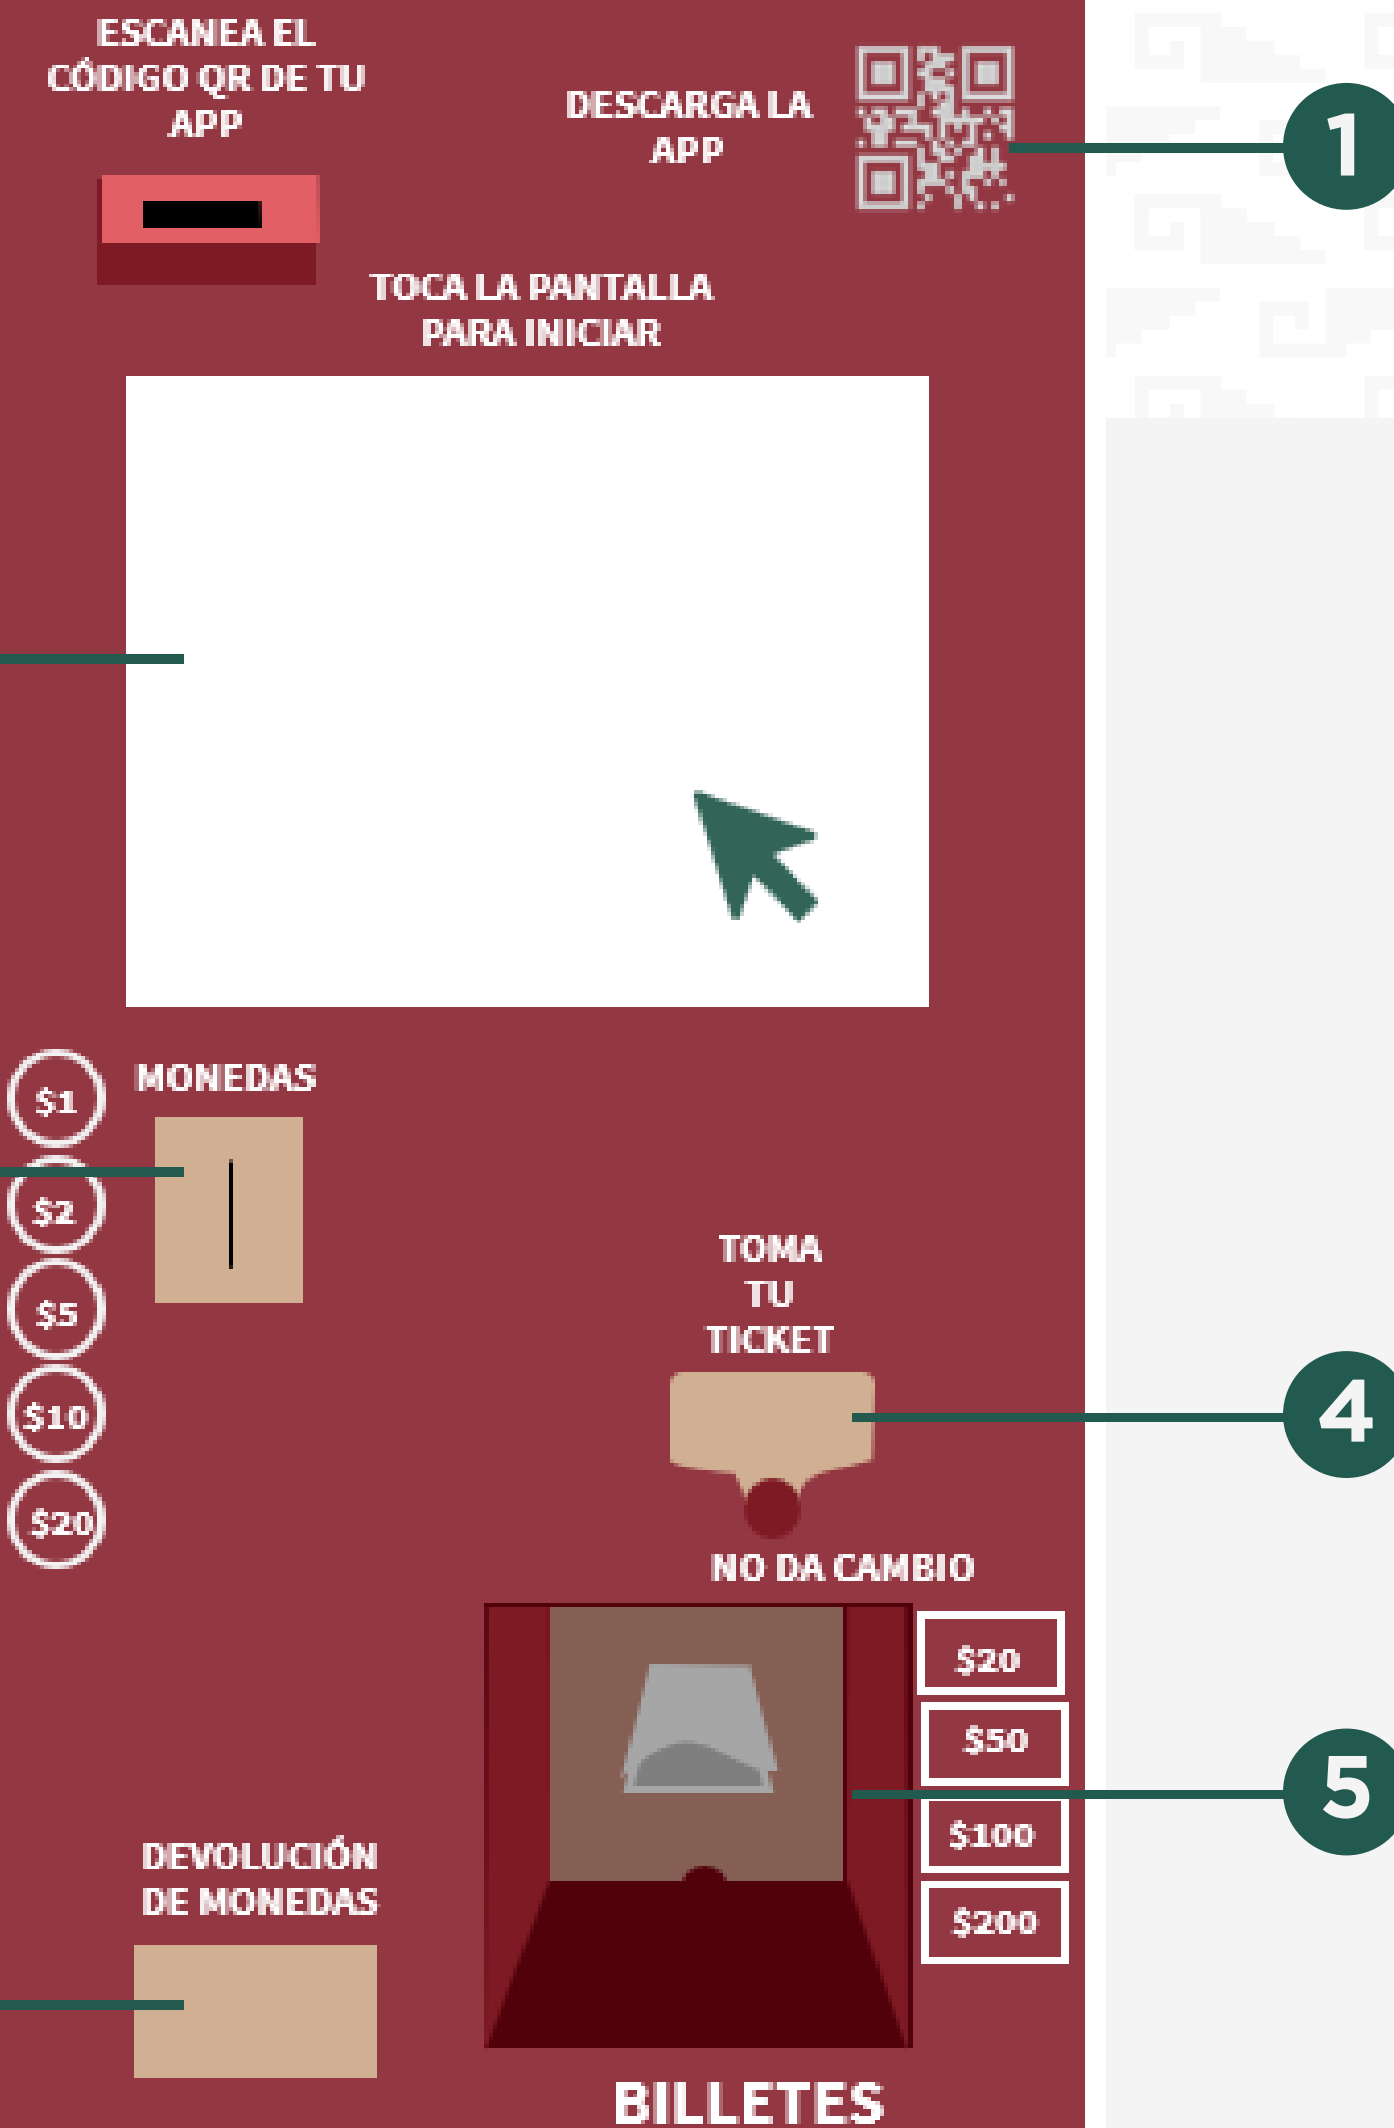 ESCANEA EL
CÓDIGO QR DE TU
APP
DESCARGA LA
APP
1
TOCA LA PANTALLA
PARA INICIAR
MONEDAS
$1
$2
$5
$10
$20
TOMA
TU
TICKET
4
NO DA CAMBIO
$20
$50
$100
$200
5
DEVOLUCIÓN
DE MONEDAS
BILLETES